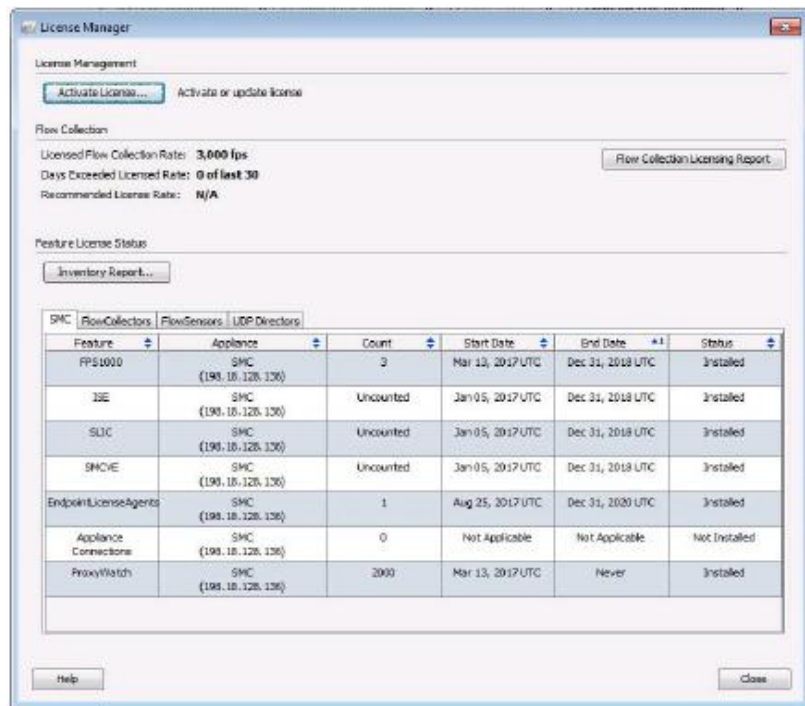 License Manager
License Management
Activate License... Activate or update license
Flow Collection
Licensed Flow Collection Rate: 3,000 fps
Flow Collection Licensing Report
Days Exceeded Licensed Rate: 0 of last 30
Recommended License Rate: N/A
Feature License Status
Inventory Report...
SMC FlowCollectors FlowSensors UDP Directors
Feature Appliance Count Start Date End Date 1 Status
FPS1000 SMC (198.18.128.136) 3 Mar 13, 2017 UTC Dec 31, 2018 UTC Installed
ISE SMC (198.18.128.136) Uncounted Jan 05, 2017 UTC Dec 31, 2018 UTC Installed
SLIC SMC (198.18.128.136) Uncounted Jan 05, 2017 UTC Dec 31, 2018 UTC Installed
SMCVE SMC (198.18.128.136) Uncounted Jan 05, 2017 UTC Dec 31, 2018 UTC Installed
EndpointLicenseAgents SMC (198.18.128.136) 1 Aug 25, 2017 UTC Dec 31, 2020 UTC Installed
Appliance Connections SMC (198.18.128.136) 0 Not Applicable Not Applicable Not Installed
ProxyWatch SMC (198.18.128.136) 2000 Mar 13, 2017 UTC Never Installed
Help Close